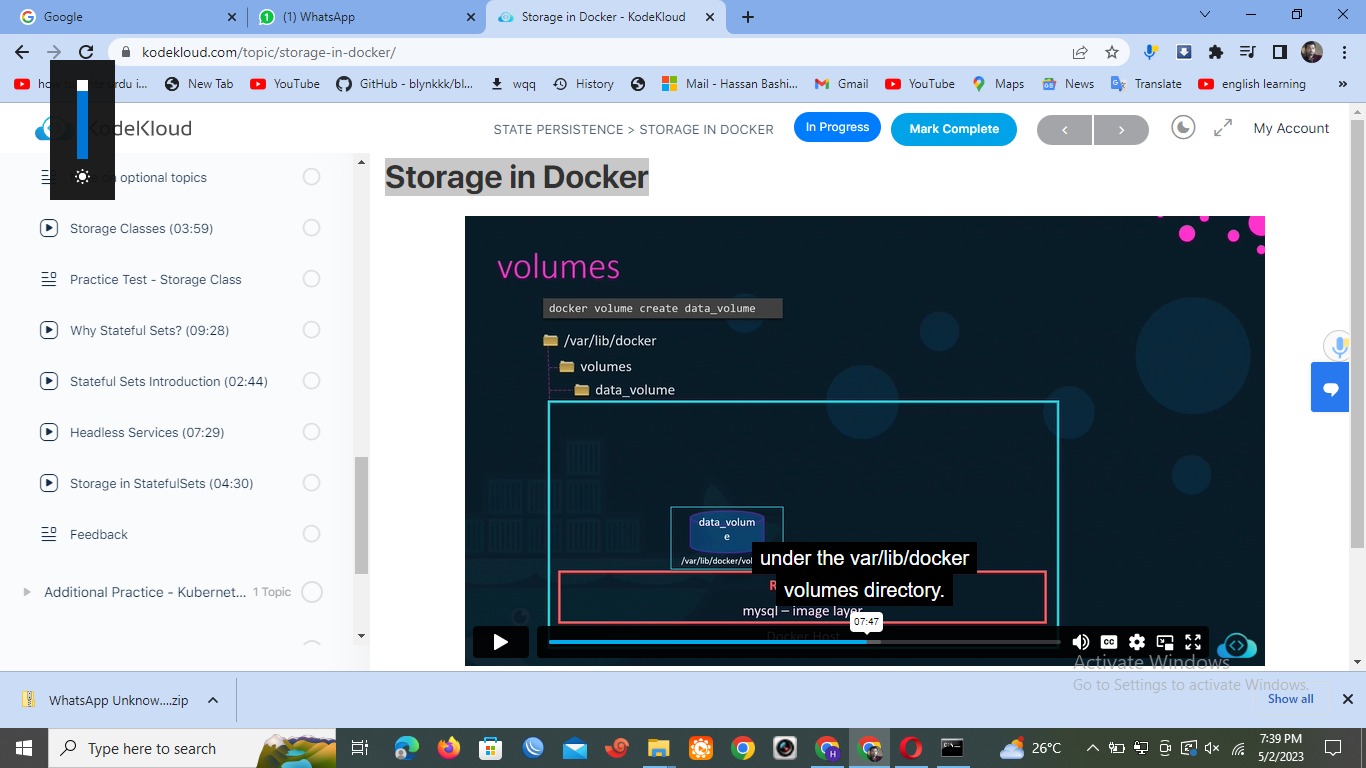 Google
(1) WhatsApp
Storage in Docker - KodeKloud
kodekloud.com/topic/storage-in-docker/
urdu i...
New Tab
YouTube
GitHub - blynkkk/bl...
wqq
History
Mail - Hassan Bashi...
Gmail
YouTube
Maps
News
Translate
english learning
»
KodeKloud
STATE PERSISTENCE > STORAGE IN DOCKER
In Progress
Mark Complete
My Account
on optional topics
Storage Classes (03:59)
Practice Test - Storage Class
Why Stateful Sets? (09:28)
Stateful Sets Introduction (02:44)
Headless Services (07:29)
Storage in StatefulSets (04:30)
Feedback
Additional Practice - Kubernet...
1 Topic
Storage in Docker
volumes
docker volume create data_volume
/var/lib/docker
volumes
data_volume
data_volum
e
/var/lib/docker/vol
under the var/lib/docker
volumes directory.
R
mysql – image layer
07:47
Docker Host
CC
Activate Windows
Go to Settings to activate Windows.
WhatsApp Unknow....zip
Show all
Type here to search
26°C
7:39 PM
5/2/2023